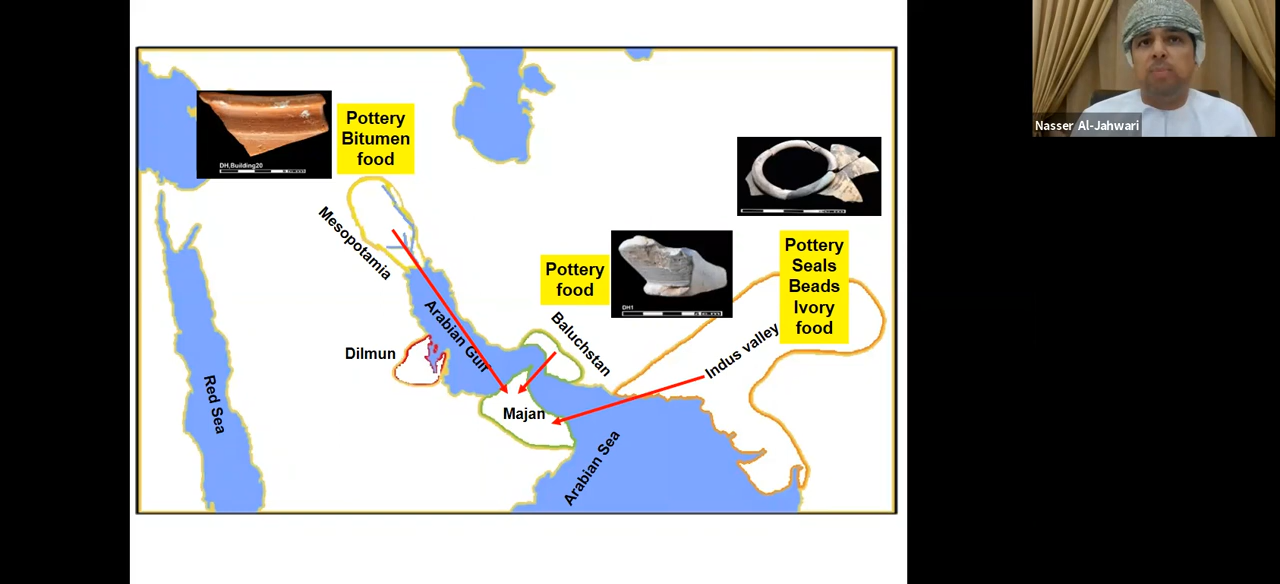 DH,Building20
Pottery
Bitumen
food
Mesopotamia
Arabian Gulf
Dilmun
Red Sea
Majan
Arabian Sea
Pottery
food
Baluchstan
DH1
Indus valley
Pottery
Seals
Beads
Ivory
food
Nasser Al-Jahwari